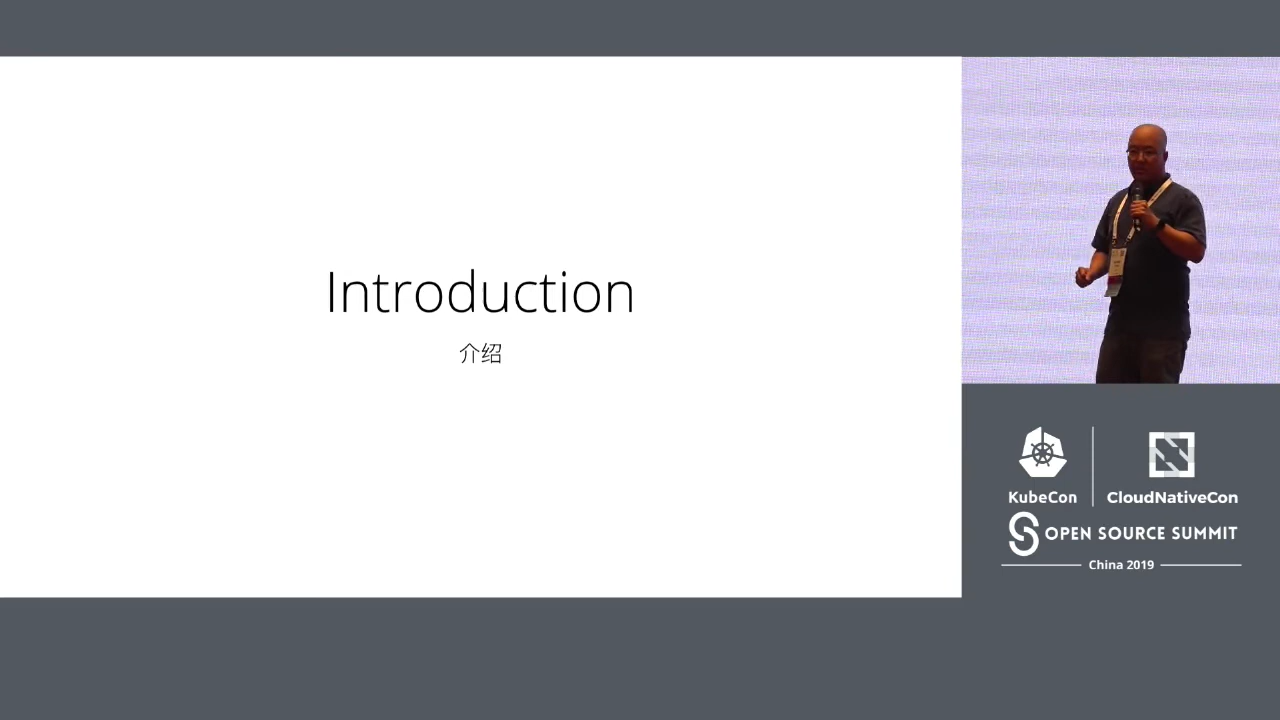 Introduction
介绍
KubeCon
CloudNativeCon
OPEN SOURCE SUMMIT
China 2019